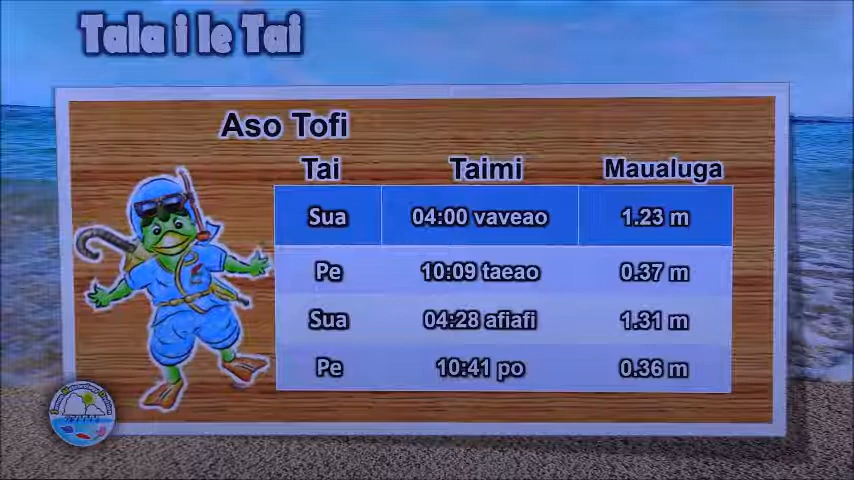 Tala i le Tai
Aso Tofi
Tai Taimi Maualuga
Sua 04:00 vaveao 1.23 m
Pe 10:09 taeao 0.37 m
Sua 04:28 afiafi 1.31 m
Pe 10:41 po 0.36 m